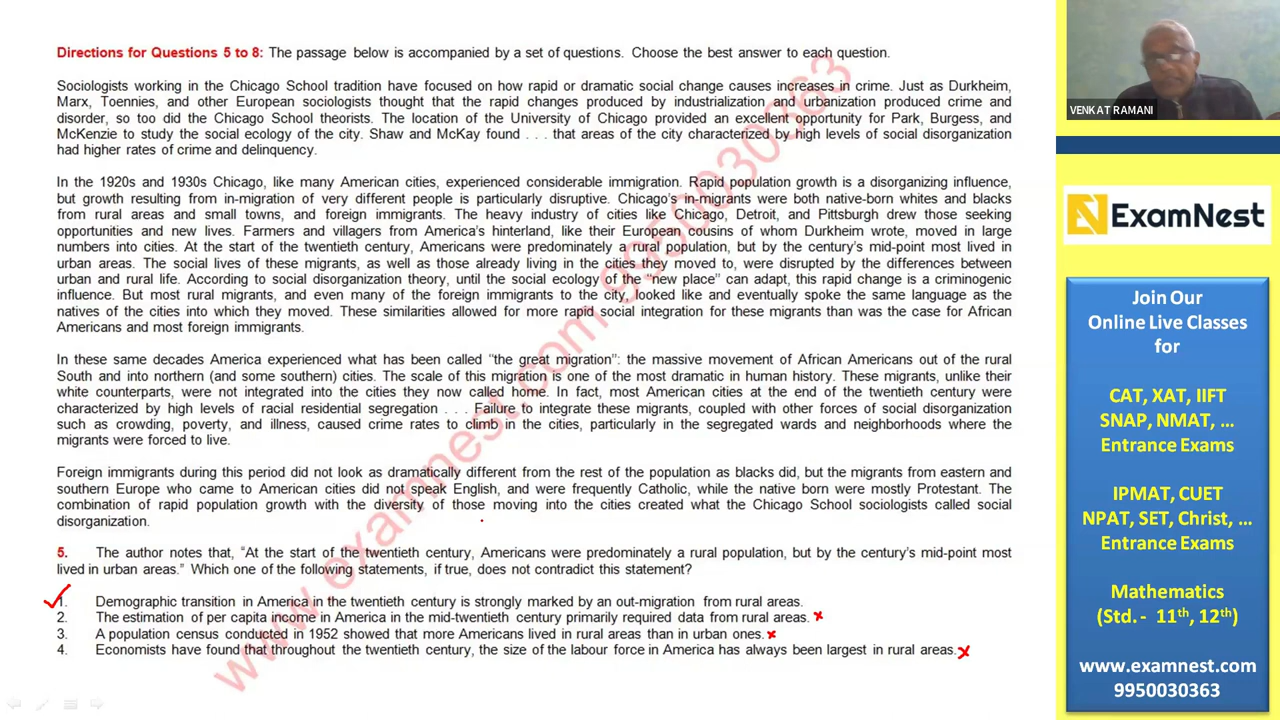 Directions for Questions 5 to 8: The passage below is accompanied by a set of questions. Choose the best answer to each question.
Sociologists working in the Chicago School tradition have focused on how rapid or dramatic social change causes increases in crime. Just as Durkheim,
Marx, Toennies, and other European sociologists thought that the rapid changes produced by industrialization and urbanization produced crime and
disorder, so too did the Chicago School theorists. The location of the University of Chicago provided an excellent opportunity for Park, Burgess, and
McKenzie to study the social ecology of the city. Shaw and McKay found . . . that areas of the city characterized by high levels of social disorganization
had higher rates of crime and delinquency.
In the 1920s and 1930s Chicago, like many American cities, experienced considerable immigration. Rapid population growth is a disorganizing influence,
but growth resulting from in-migration of very different people is particularly disruptive. Chicago's in-migrants were both native-born whites and blacks
from rural areas and small towns, and foreign immigrants. The heavy industry of cities like Chicago, Detroit, and Pittsburgh drew those seeking
opportunities and new lives. Farmers and villagers from America's hinterland, like their European cousins of whom Durkheim wrote, moved in large
numbers into cities. At the start of the twentieth century, Americans were predominately a rural population, but by the century's mid-point most lived in
urban areas. The social lives of these migrants, as well as those already living in the cities they moved to, were disrupted by the differences between
urban and rural life. According to social disorganization theory, until the social ecology of the "new place" can adapt, this rapid change is a criminogenic
influence. But most rural migrants, and even many of the foreign immigrants to the city, looked like and eventually spoke the same language as the
natives of the cities into which they moved. These similarities allowed for more rapid social integration for these migrants than was the case for African
Americans and most foreign immigrants.
In these same decades America experienced what has been called "the great migration": the massive movement of African Americans out of the rural
South and into northern (and some southern) cities. The scale of this migration is one of the most dramatic in human history. These migrants, unlike their
white counterparts, were not integrated into the cities they now called home. In fact, most American cities at the end of the twentieth century were
characterized by high levels of racial residential segregation . . . Failure to integrate these migrants, coupled with other forces of social disorganization
such as crowding, poverty, and illness, caused crime rates to climb in the cities, particularly in the segregated wards and neighborhoods where the
migrants were forced to live.
Foreign immigrants during this period did not look as dramatically different from the rest of the population as blacks did, but the migrants from eastern and
southern Europe who came to American cities did not speak English, and were frequently Catholic, while the native born were mostly Protestant. The
combination of rapid population growth with the diversity of those moving into the cities created what the Chicago School sociologists called social
disorganization.
5. The author notes that, "At the start of the twentieth century, Americans were predominately a rural population, but by the century's mid-point most
lived in urban areas." Which one of the following statements, if true, does not contradict this statement?
1. Demographic transition in America in the twentieth century is strongly marked by an out-migration from rural areas.
2. The estimation of per capita income in America in the mid-twentieth century primarily required data from rural areas.
3. A population census conducted in 1952 showed that more Americans lived in rural areas than in urban ones.
4. Economists have found that throughout the twentieth century, the size of the labour force in America has always been largest in rural areas.
www.examnest.com 9950030363
VENKAT RAMANI
ExamNest
Join Our
Online Live Classes
for
CAT, XAT, IIFT
SNAP, NMAT, ...
Entrance Exams
IPMAT, CUET
NPAT, SET, Christ, ...
Entrance Exams
Mathematics
(Std. - 11th, 12th)
www.examnest.com
9950030363